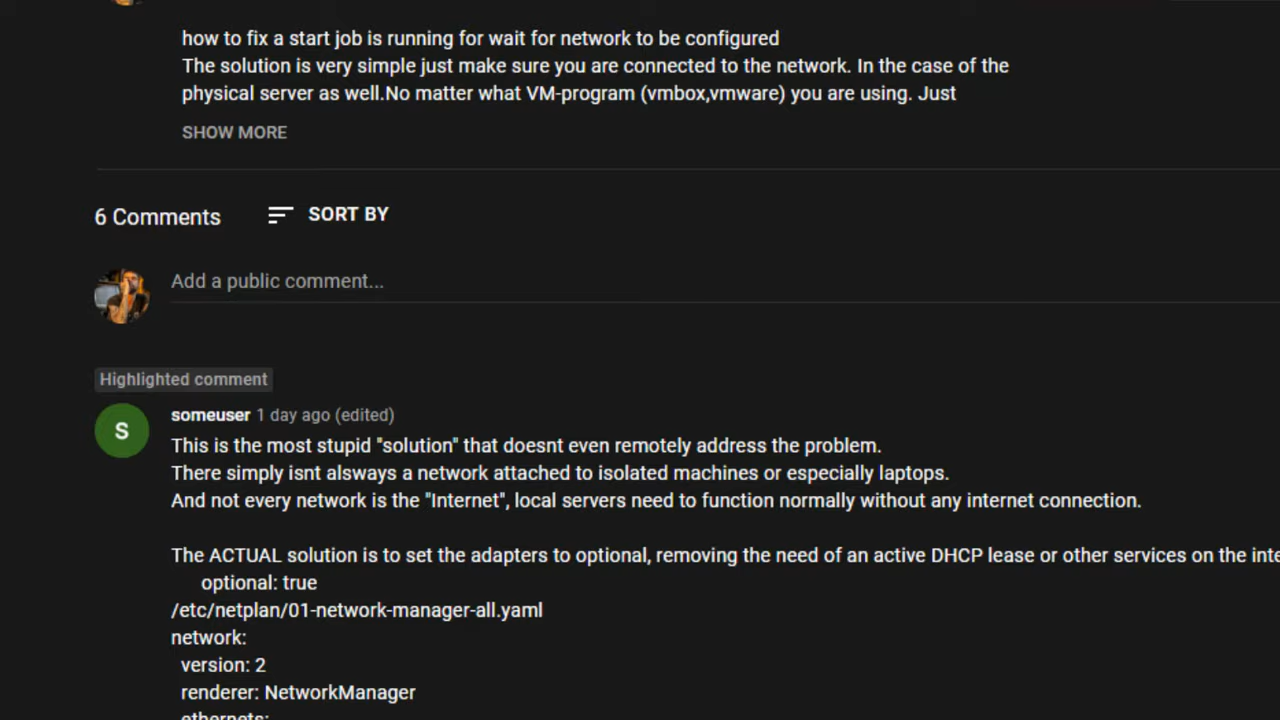 how to fix a start job is running for wait for network to be configured
The solution is very simple just make sure you are connected to the network. In the case of the
physical server as well.No matter what VM-program (vmbox,vmware) you are using. Just
SHOW MORE
6 Comments
SORT BY
Add a public comment...
Highlighted comment
S
someuser 1 day ago (edited)
This is the most stupid "solution" that doesnt even remotely address the problem.
There simply isnt alsways a network attached to isolated machines or especially laptops.
And not every network is the "Internet", local servers need to function normally without any internet connection.
The ACTUAL solution is to set the adapters to optional, removing the need of an active DHCP lease or other services on the inte
optional: true
/etc/netplan/01-network-manager-all.yaml
network:
version: 2
renderer: NetworkManager
ethernets: